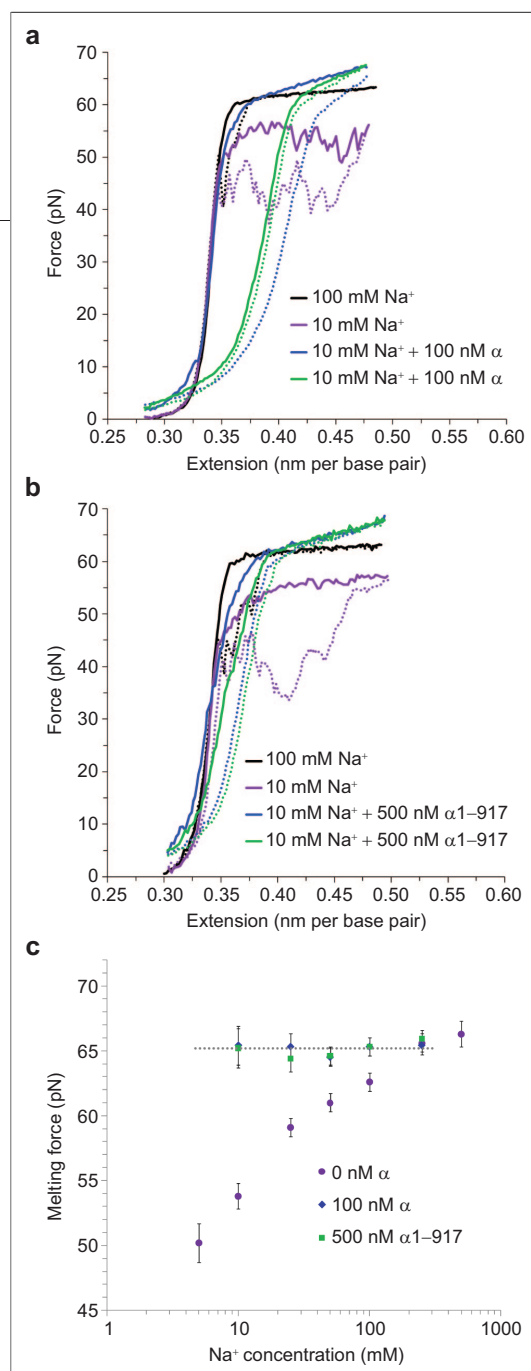 a
70
60
50
40
30
20
10
0
Force (pN)
100 mM Na⁺
10 mM Na⁺
10 mM Na⁺ + 100 nM α
10 mM Na⁺ + 100 nM α
0.25 0.30 0.35 0.40 0.45 0.50 0.55 0.60
Extension (nm per base pair)
b
70
60
50
40
30
20
10
0
Force (pN)
100 mM Na⁺
10 mM Na⁺
10 mM Na⁺ + 500 nM α1–917
10 mM Na⁺ + 500 nM α1–917
0.30 0.35 0.40 0.45 0.50 0.55 0.60
Extension (nm per base pair)
c
70
65
60
55
50
45
Melting force (pN)
0 nM α
100 nM α
500 nM α1–917
1 10 100 1000
Na⁺ concentration (mM)